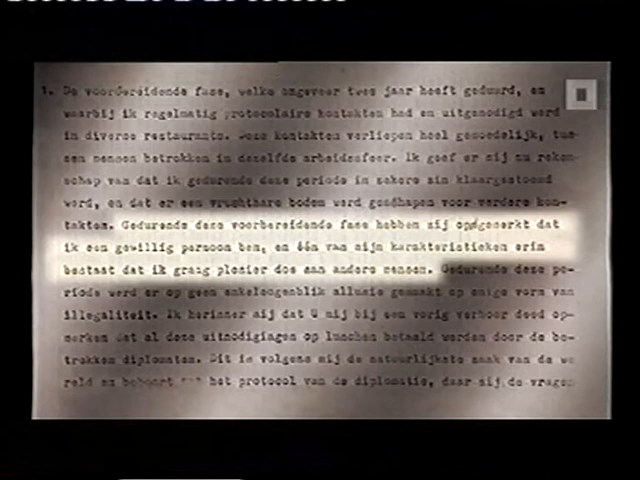 1. De voorbereidende fase, welke ongeveer twee jaar heeft geduurd, en
waarbij ik regelmatig protocolaire kontakten had en uitgenodigd werd
in diverse restaurants. Deze kontakten verliepen heel gemoedelijk, tus-
sen mensen betrokken in dezelfde arbeidssfeer. Ik geef er mij nu reken-
schap van dat ik gedurende deze periode in zekere zin klaargestoomd
werd, en dat er een vruchtbare bodem werd geschapen voor verdere kon-
takten. Gedurende deze voorbereidende fase hebben zij opgemerkt dat
ik een gewillig persoon ben, en één van mijn karakteristieken erin
bestaat dat ik graag plezier doe aan andere mensen. Gedurende deze pe-
riode werd er op geen enkel ogenblik allusie gemaakt op enige vorm van
illegaliteit. Ik herinner mij dat U mij bij een vorig verhoor deed op-
merken dat al deze uitnodigingen op lunchen betaald werden door de be-
trokken diplomaten. Dit is volgens mij de natuurlijkste zaak van de we
reld en behoort het protocol van de diplomatie, daar zij de vragen